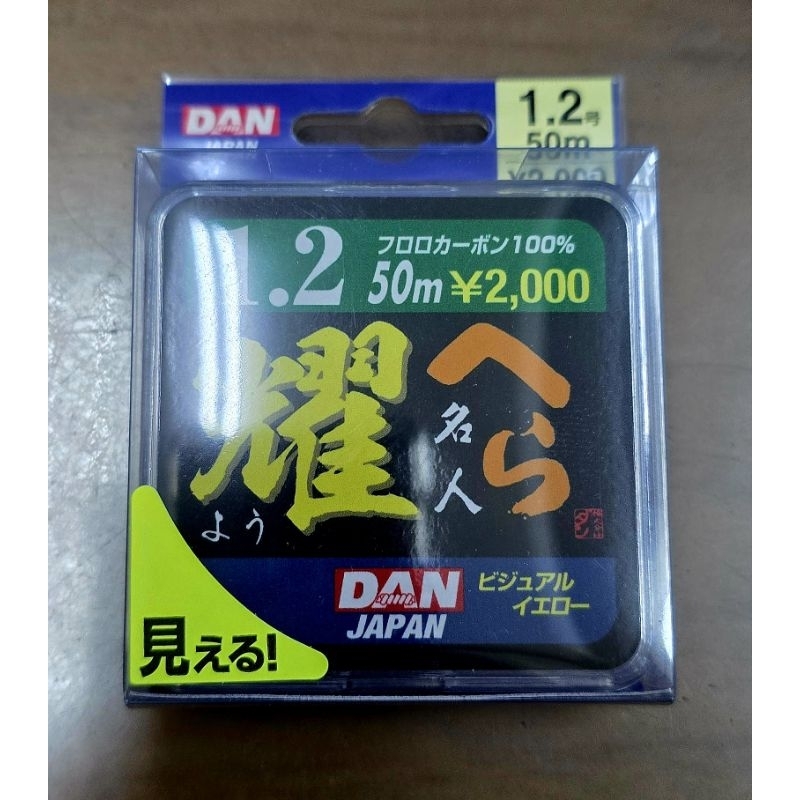 DAN
JAPAN
1.2号
50m
¥2,000
1.2
フロロカーボン100%
50m ¥2,000
へら
名人
耀
よう
DAN
JAPAN
ビジュアル
イエロー
見える!